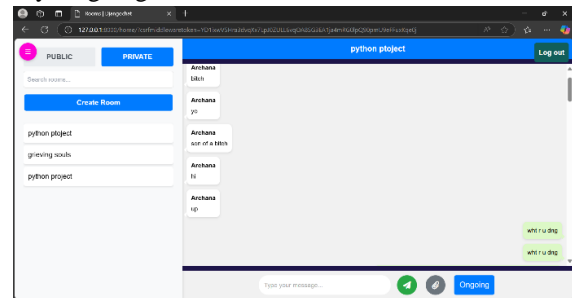 Rooms | Djangochat
127.0.0.1
PUBLIC
PRIVATE
python ptoject
Log out
Search rooms...
Create Room
python ptoject
grieving souls
python project
Archana
bitch
Archana
yo
Archana
son of a bitch
Archana
hi
Archana
up
wht r u dng
wht r u dng
Type your message...
Ongoing